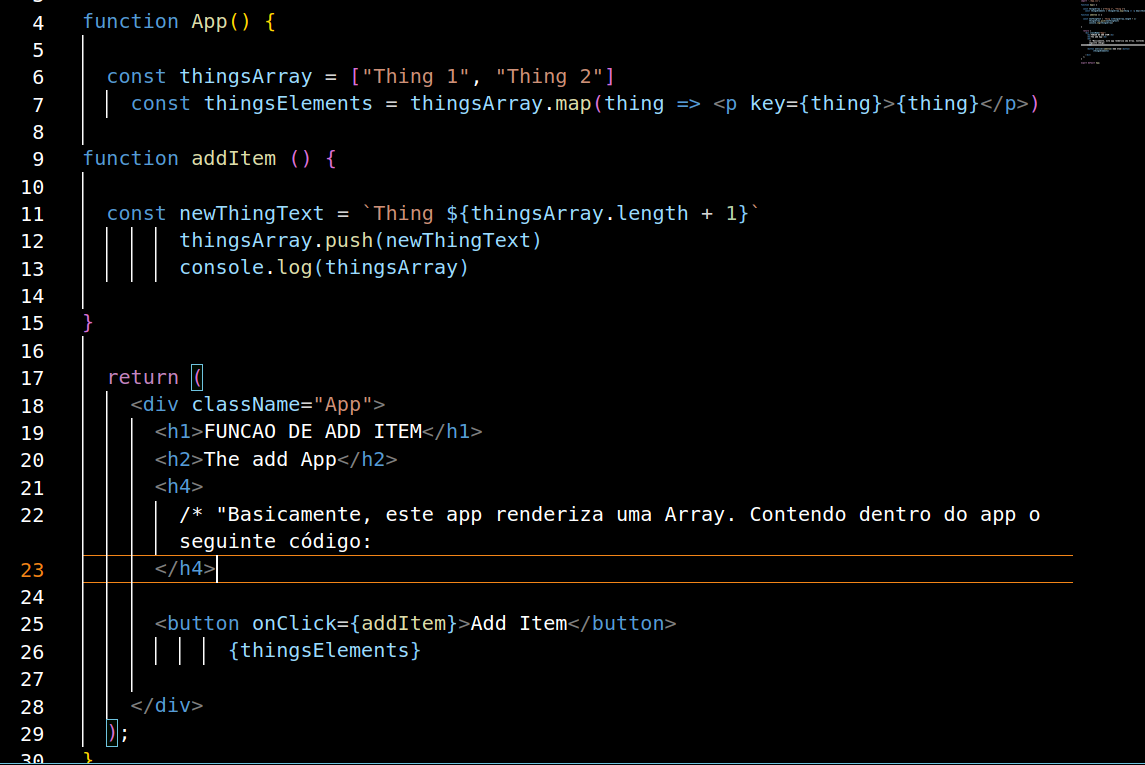 4 function App() {
5
6 const thingsArray = ["Thing 1", "Thing 2"]
7 const thingsElements = thingsArray.map(thing => <p key={thing}>{thing}</p>)
8
9 function addItem () {
10
11 const newThingText = `Thing ${thingsArray.length + 1}`
12 thingsArray.push(newThingText)
13 console.log(thingsArray)
14
15 }
16
17 return (
18 <div className="App">
19 <h1>FUNCAO DE ADD ITEM</h1>
20 <h2>The add App</h2>
21 <h4>
22 /* "Basicamente, este app renderiza uma Array. Contendo dentro do app o
seguinte código:
23 </h4>
24
25 <button onClick={addItem}>Add Item</button>
26 {thingsElements}
27
28 </div>
29 );
30 }